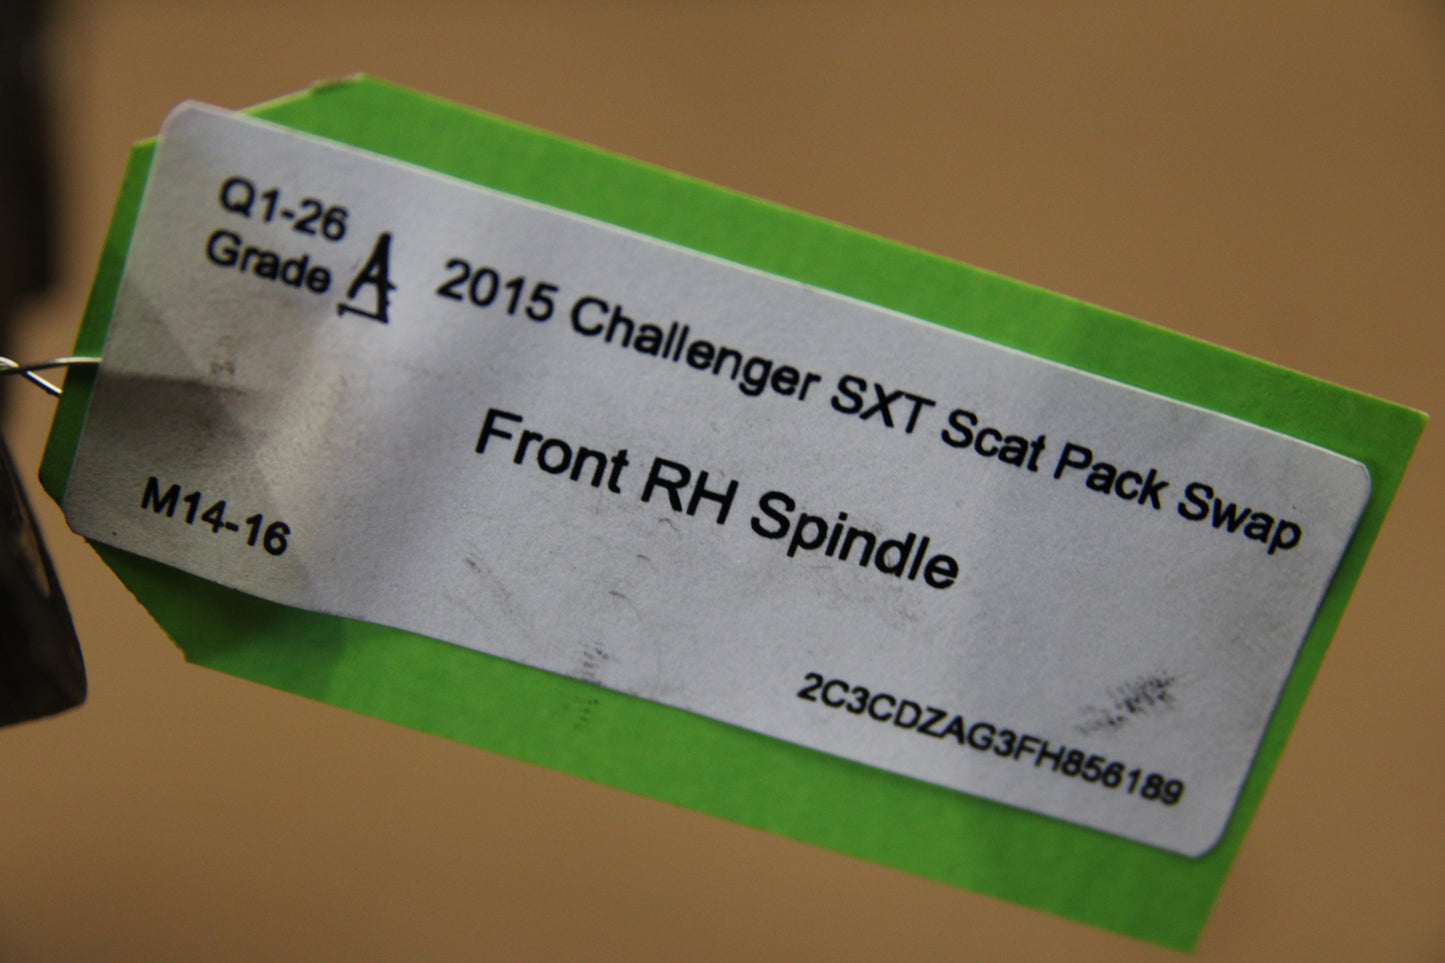 Q1-26
Grade A
2015 Challenger SXT Scat Pack Swap
Front RH Spindle
M14-16
2C3CDZAG3FH856189